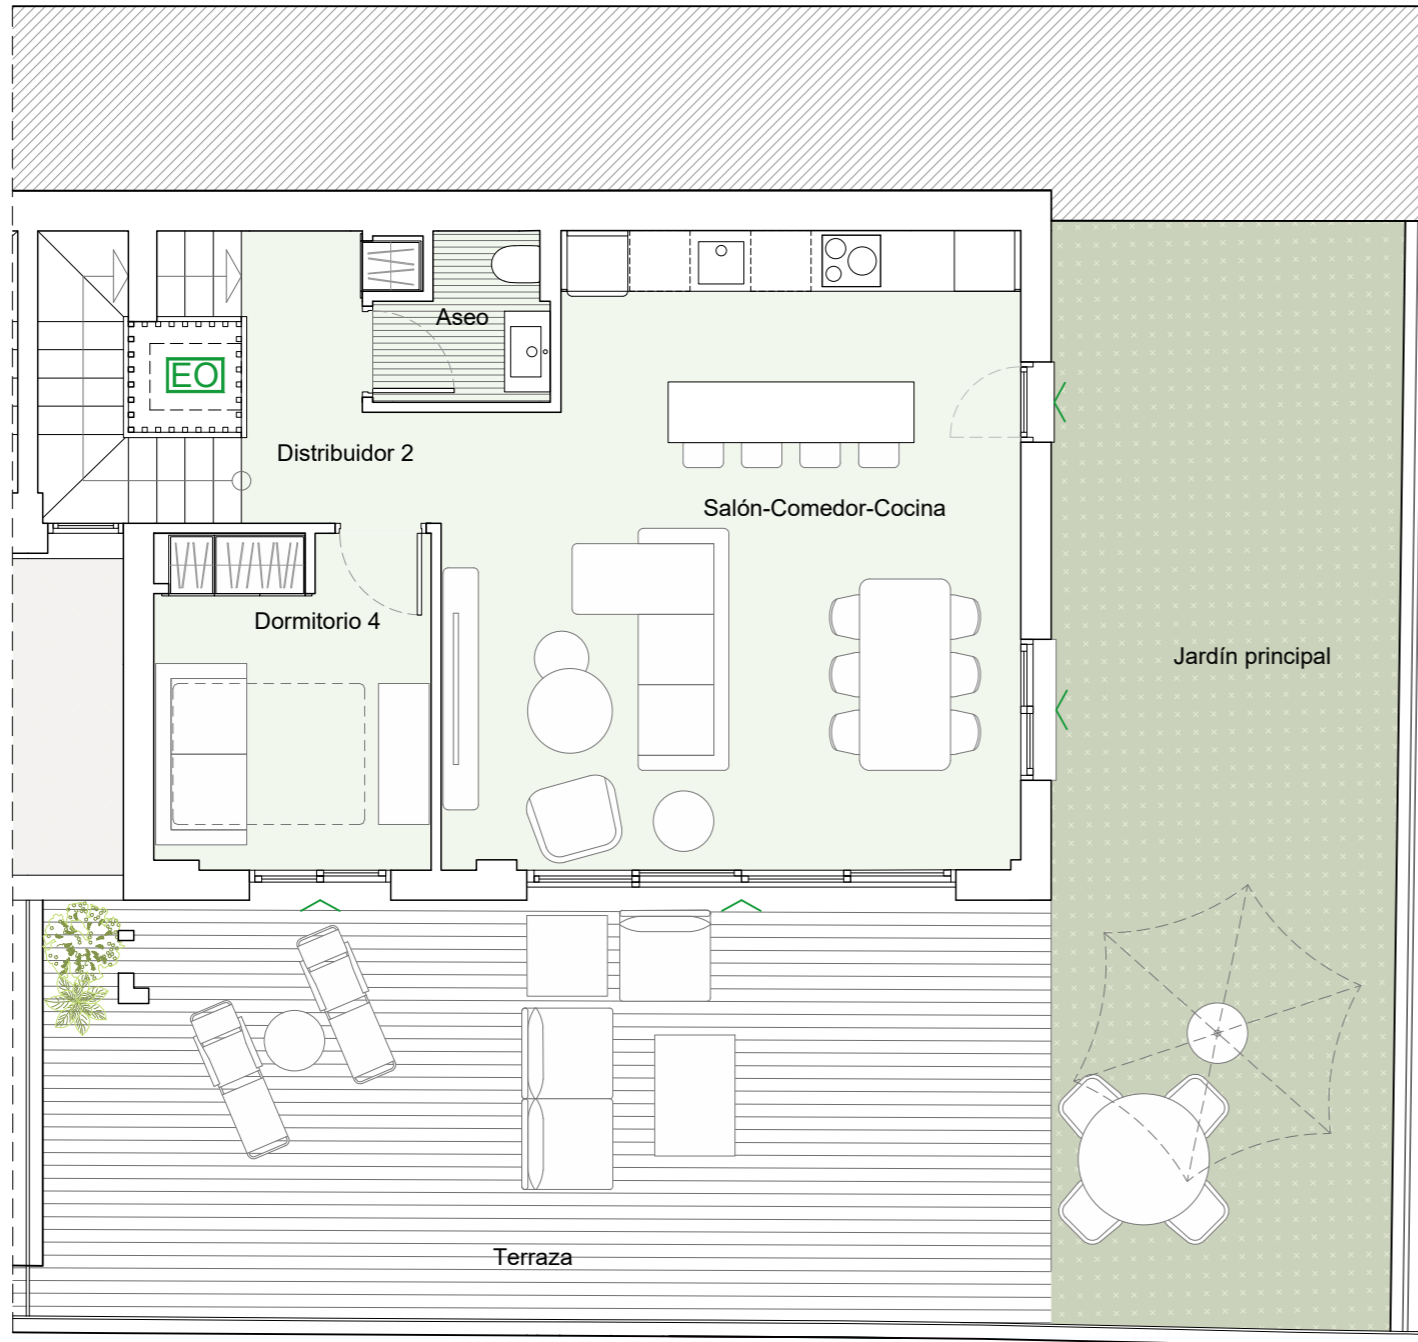 Aseo
EO
Distribuidor 2
Salón-Comedor-Cocina
Dormitorio 4
Jardín principal
Terraza